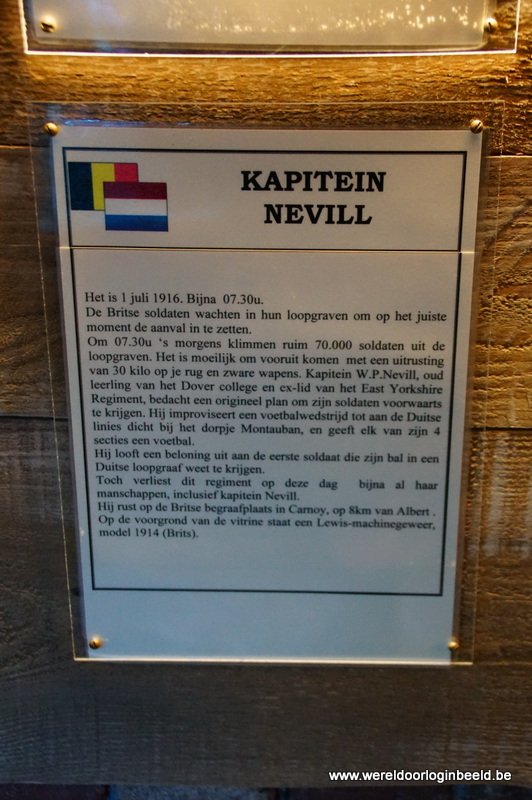 KAPITEIN
NEVILL
Het is 1 juli 1916. Bijna 07.30u.
De Britse soldaten wachten in hun loopgraven om op het juiste
moment de aanval in te zetten.
Om 07.30u ‘s morgens klimmen ruim 70.000 soldaten uit de
loopgraven. Het is moeilijk om vooruit komen met een uitrusting
van 30 kilo op je rug en zware wapens. Kapitein W.P.Nevill, oud
leerling van het Dover college en ex-lid van het East Yorkshire
Regiment, bedacht een origineel plan om zijn soldaten voorwaarts
te krijgen. Hij improviseert een voetbalwedstrijd tot aan de Duitse
linies dicht bij het dorpje Montauban, en geeft elk van zijn 4
secties een voetbal.
Hij looft een beloning uit aan de eerste soldaat die zijn bal in een
Duitse loopgraaf weet te krijgen.
Toch verliest dit regiment op deze dag bijna al haar
manschappen, inclusief kapitein Nevill.
Hij rust op de Britse begraafplaats in Carnoy, op 8km van Albert .
Op de voorgrond van de vitrine staat een Lewis-machinegeweer,
model 1914 (Brits).
www.wereldoorloginbeeld.be